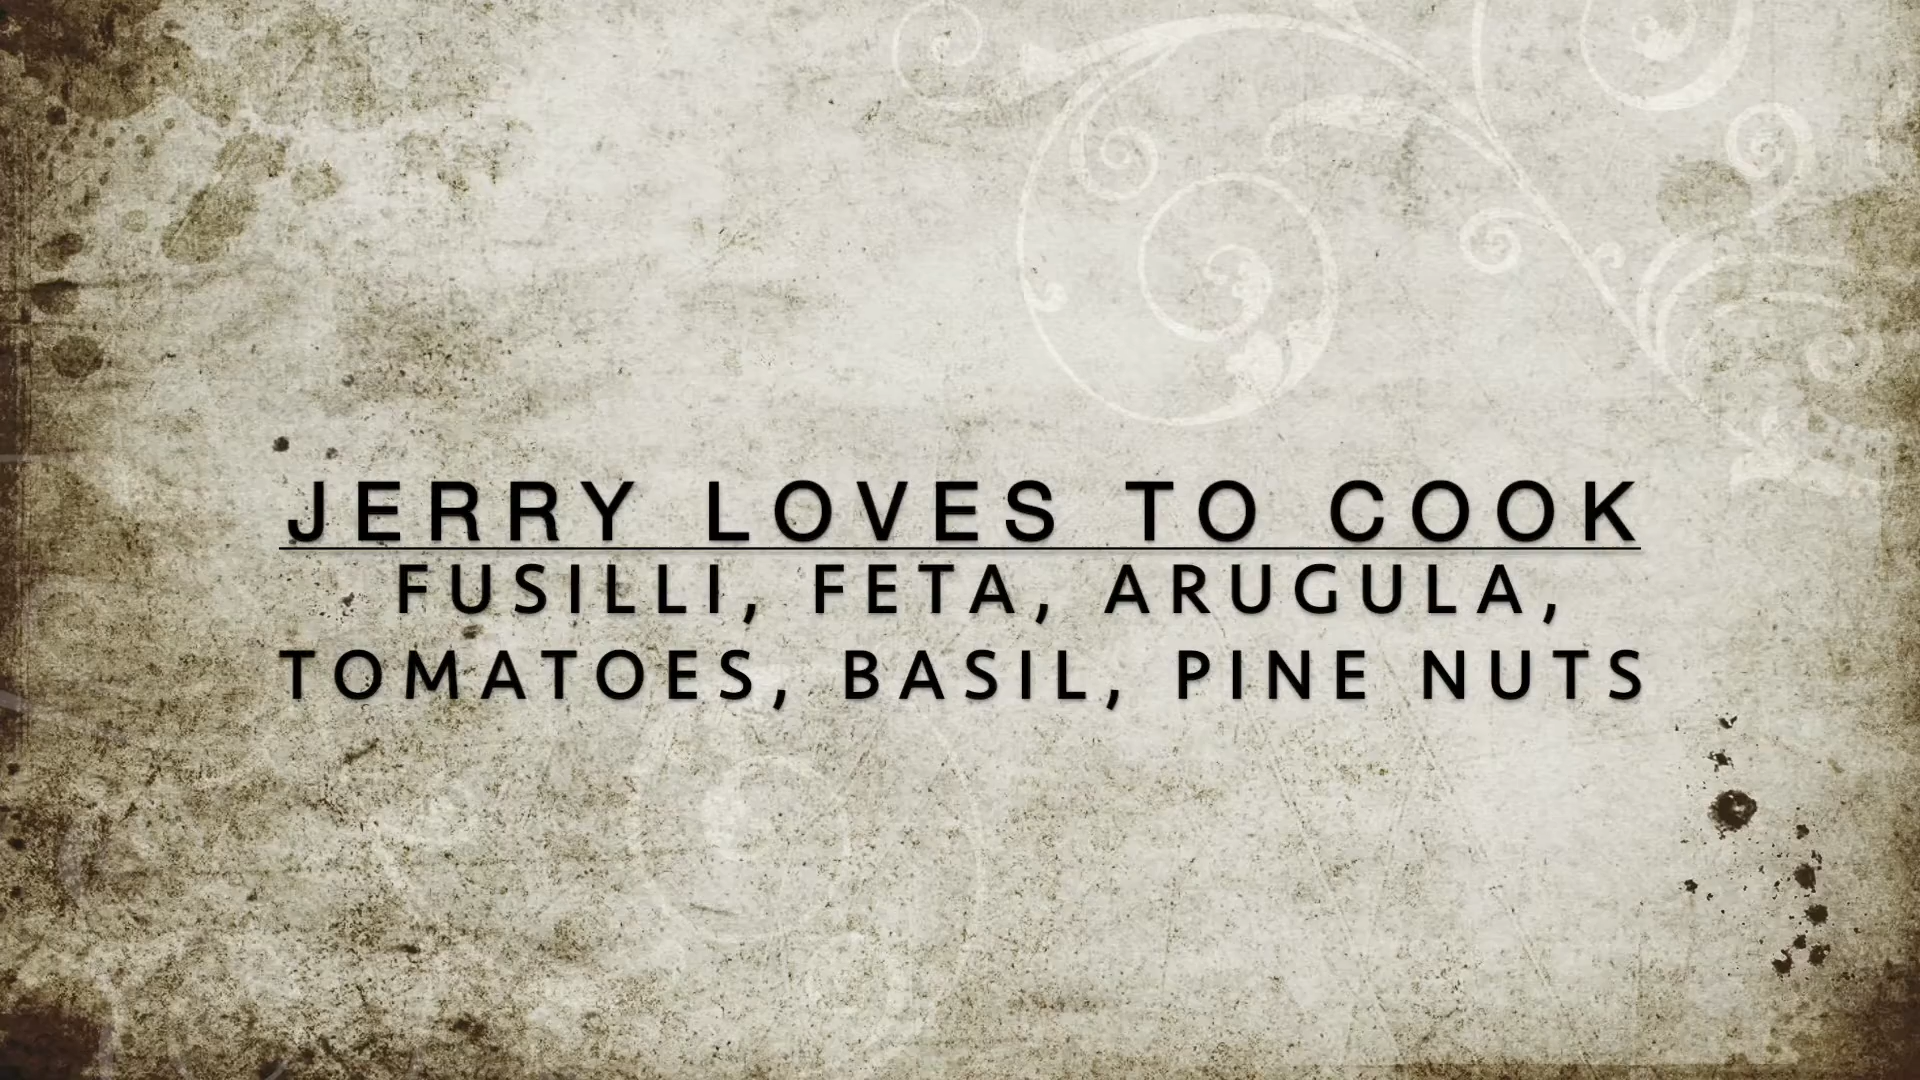 JERRY LOVES TO COOK
FUSILLI, FETA, ARUGULA,
TOMATOES, BASIL, PINE NUTS